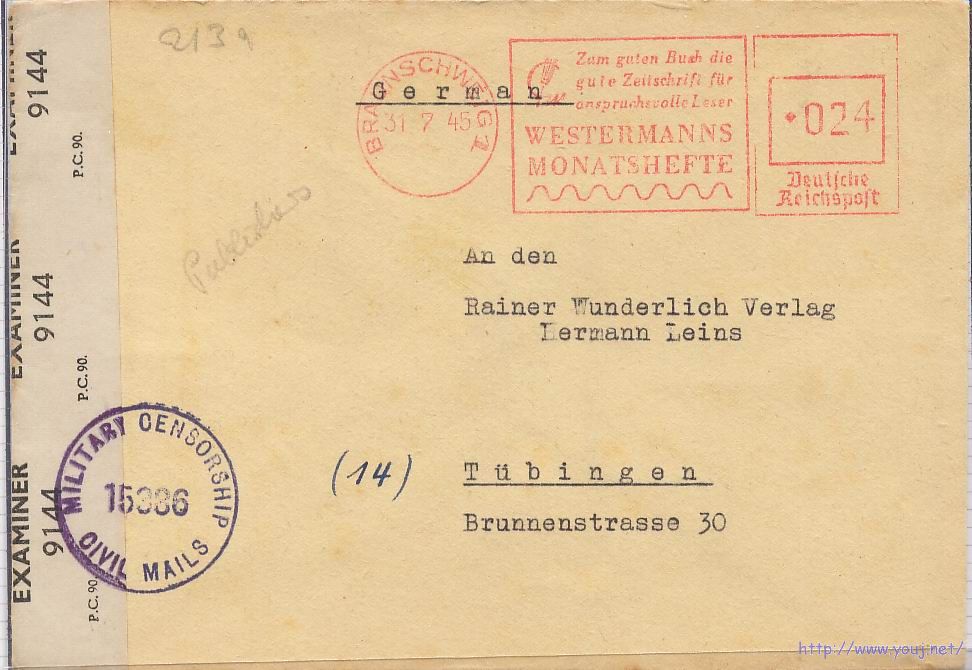 213a
EXAMINER 9144
P.C. 90.
EXAMINER 9144
P.C. 90.
EXAMINER 9144
P.C. 90
German
BRAUNSCHWEIG 1
31 7 45
Zum guten Buch die
gute Zeitschrift für
anspruchsvolle Leser
WESTERMANNS
MONATSHEFTE
024
Deutsche
Reichspost
An den
Rainer Wunderlich Verlag
Hermann Leins
(14)
Tübingen
Brunnenstrasse 30
MILITARY CENSORSHIP
15386
CIVIL MAILS
http://www.youj.net/